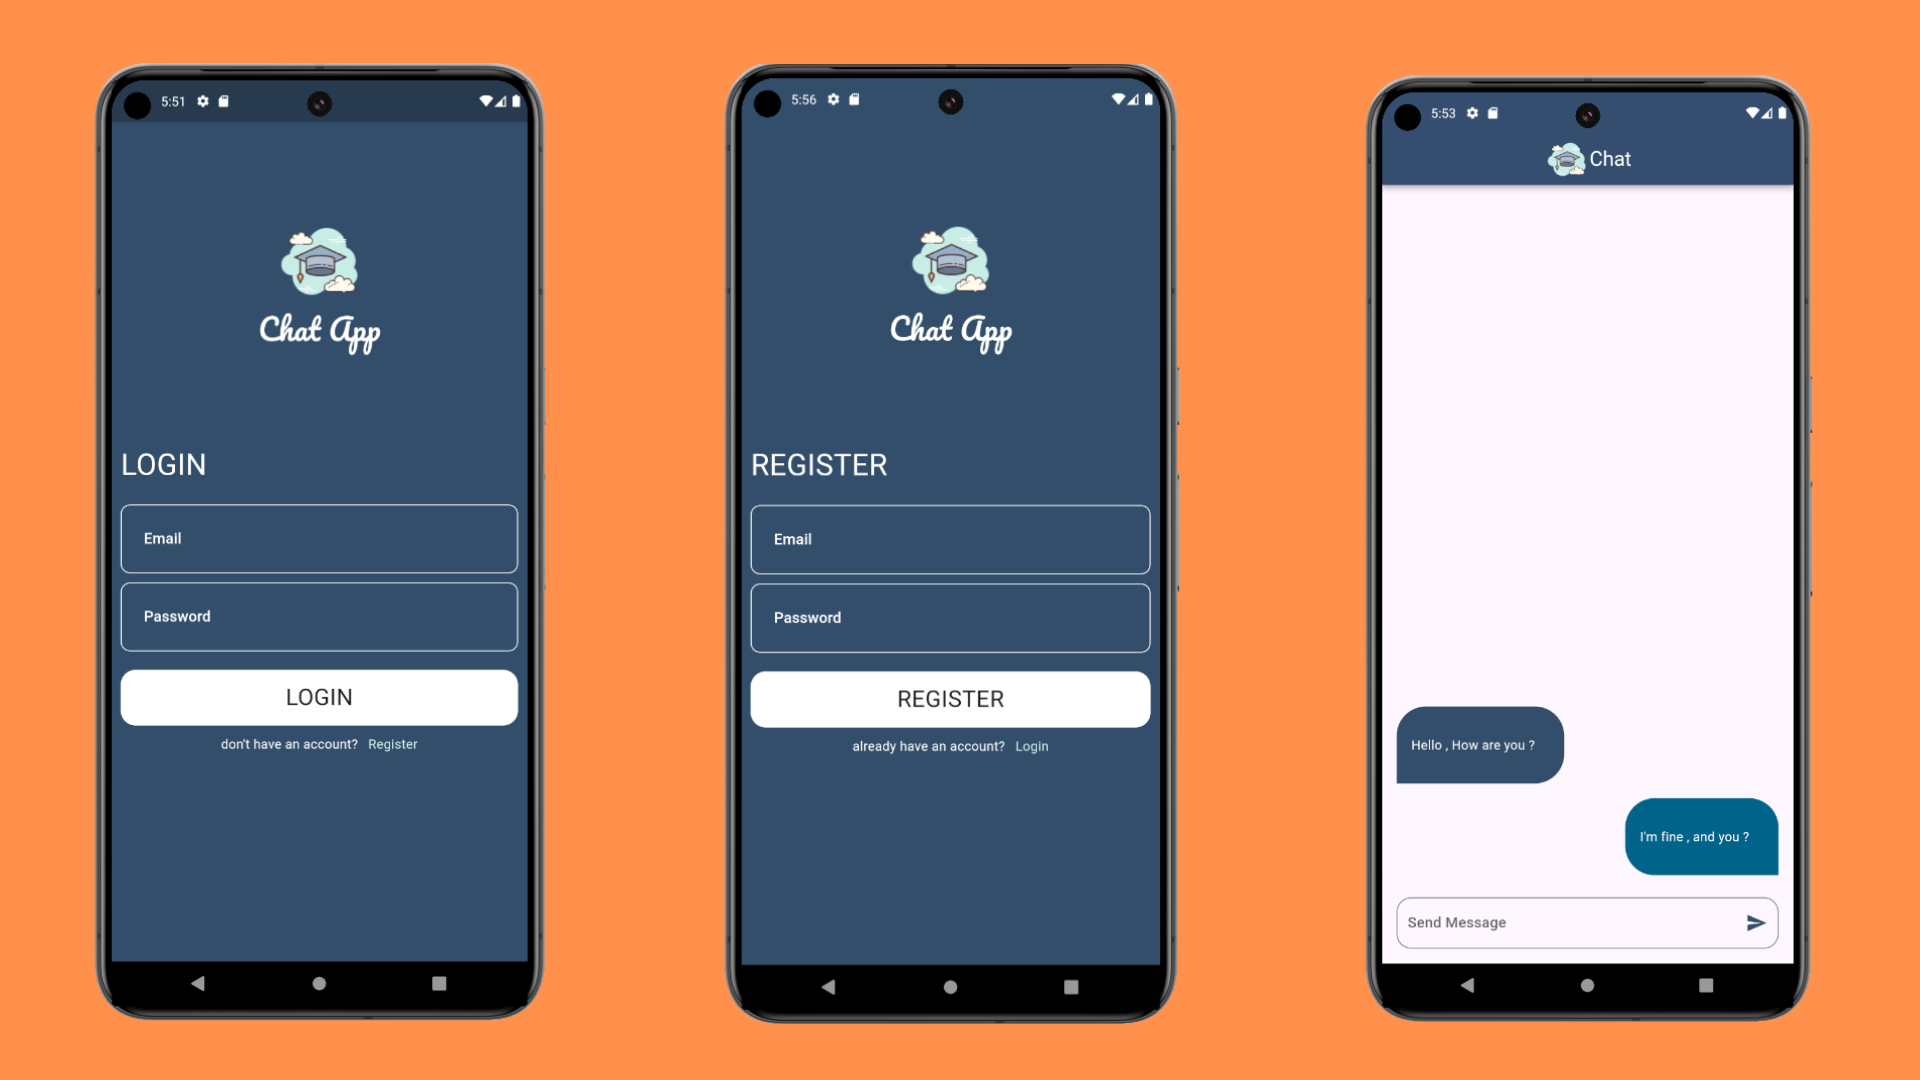 5:51
Chat App
LOGIN
Email
Password
LOGIN
don't have an account? Register
5:56
Chat App
REGISTER
Email
Password
REGISTER
already have an account? Login
5:53
Chat
Hello , How are you ?
I'm fine , and you ?
Send Message